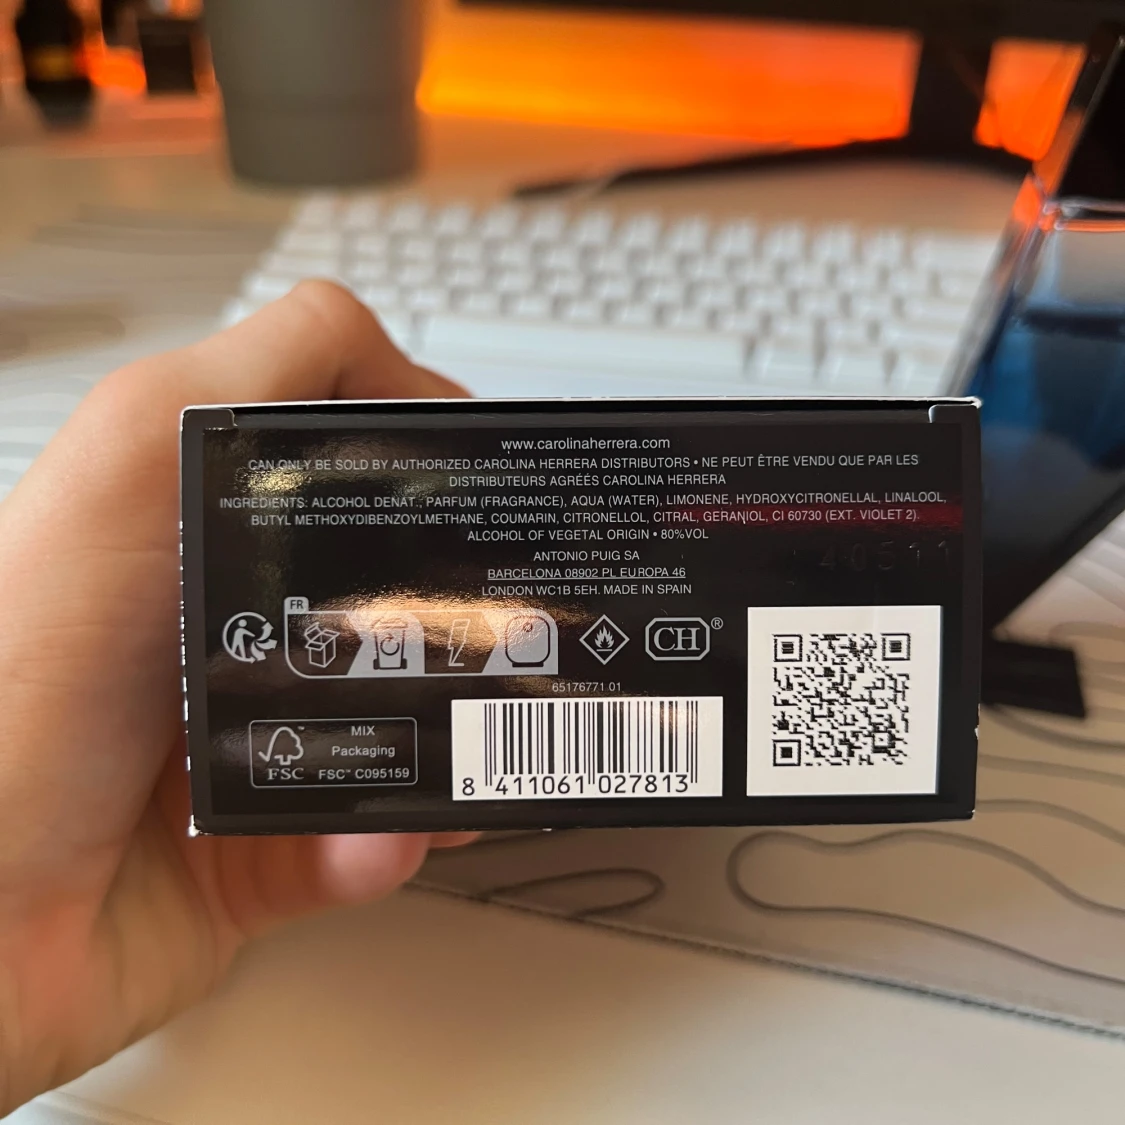 www.carolinaherrera.com
CAN ONLY BE SOLD BY AUTHORIZED CAROLINA HERRERA DISTRIBUTORS • NE PEUT ÊTRE VENDU QUE PAR LES
DISTRIBUTEURS AGRÉÉS CAROLINA HERRERA
INGREDIENTS: ALCOHOL DENAT., PARFUM (FRAGRANCE), AQUA (WATER), LIMONENE, HYDROXYCITRONELLAL, LINALOOL,
BUTYL METHOXYDIBENZOYLMETHANE, COUMARIN, CITRONELLOL, CITRAL, GERANIOL, CI 60730 (EXT. VIOLET 2).
ALCOHOL OF VEGETAL ORIGIN • 80%VOL
ANTONIO PUIG SA
BARCELONA 08902 PL EUROPA 46
LONDON WC1B 5EH. MADE IN SPAIN
FR
CH®
65176771 01
MIX
Packaging
FSC™ FSC™ C095159
8 411061 027813